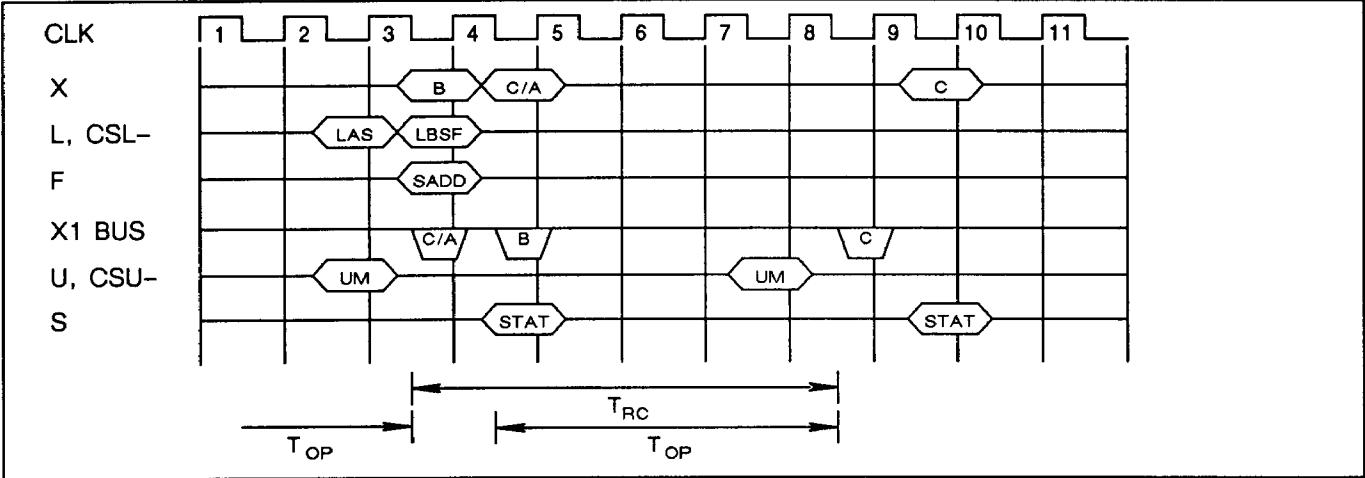 CLK 1 2 3 4 5 6 7 8 9 10 11
X B C/A C
L, CSL- LAS LBSF
F SADD
X1 BUS C/A B C
U, CSU- UM UM
S STAT STAT
TRC
TOP TOP